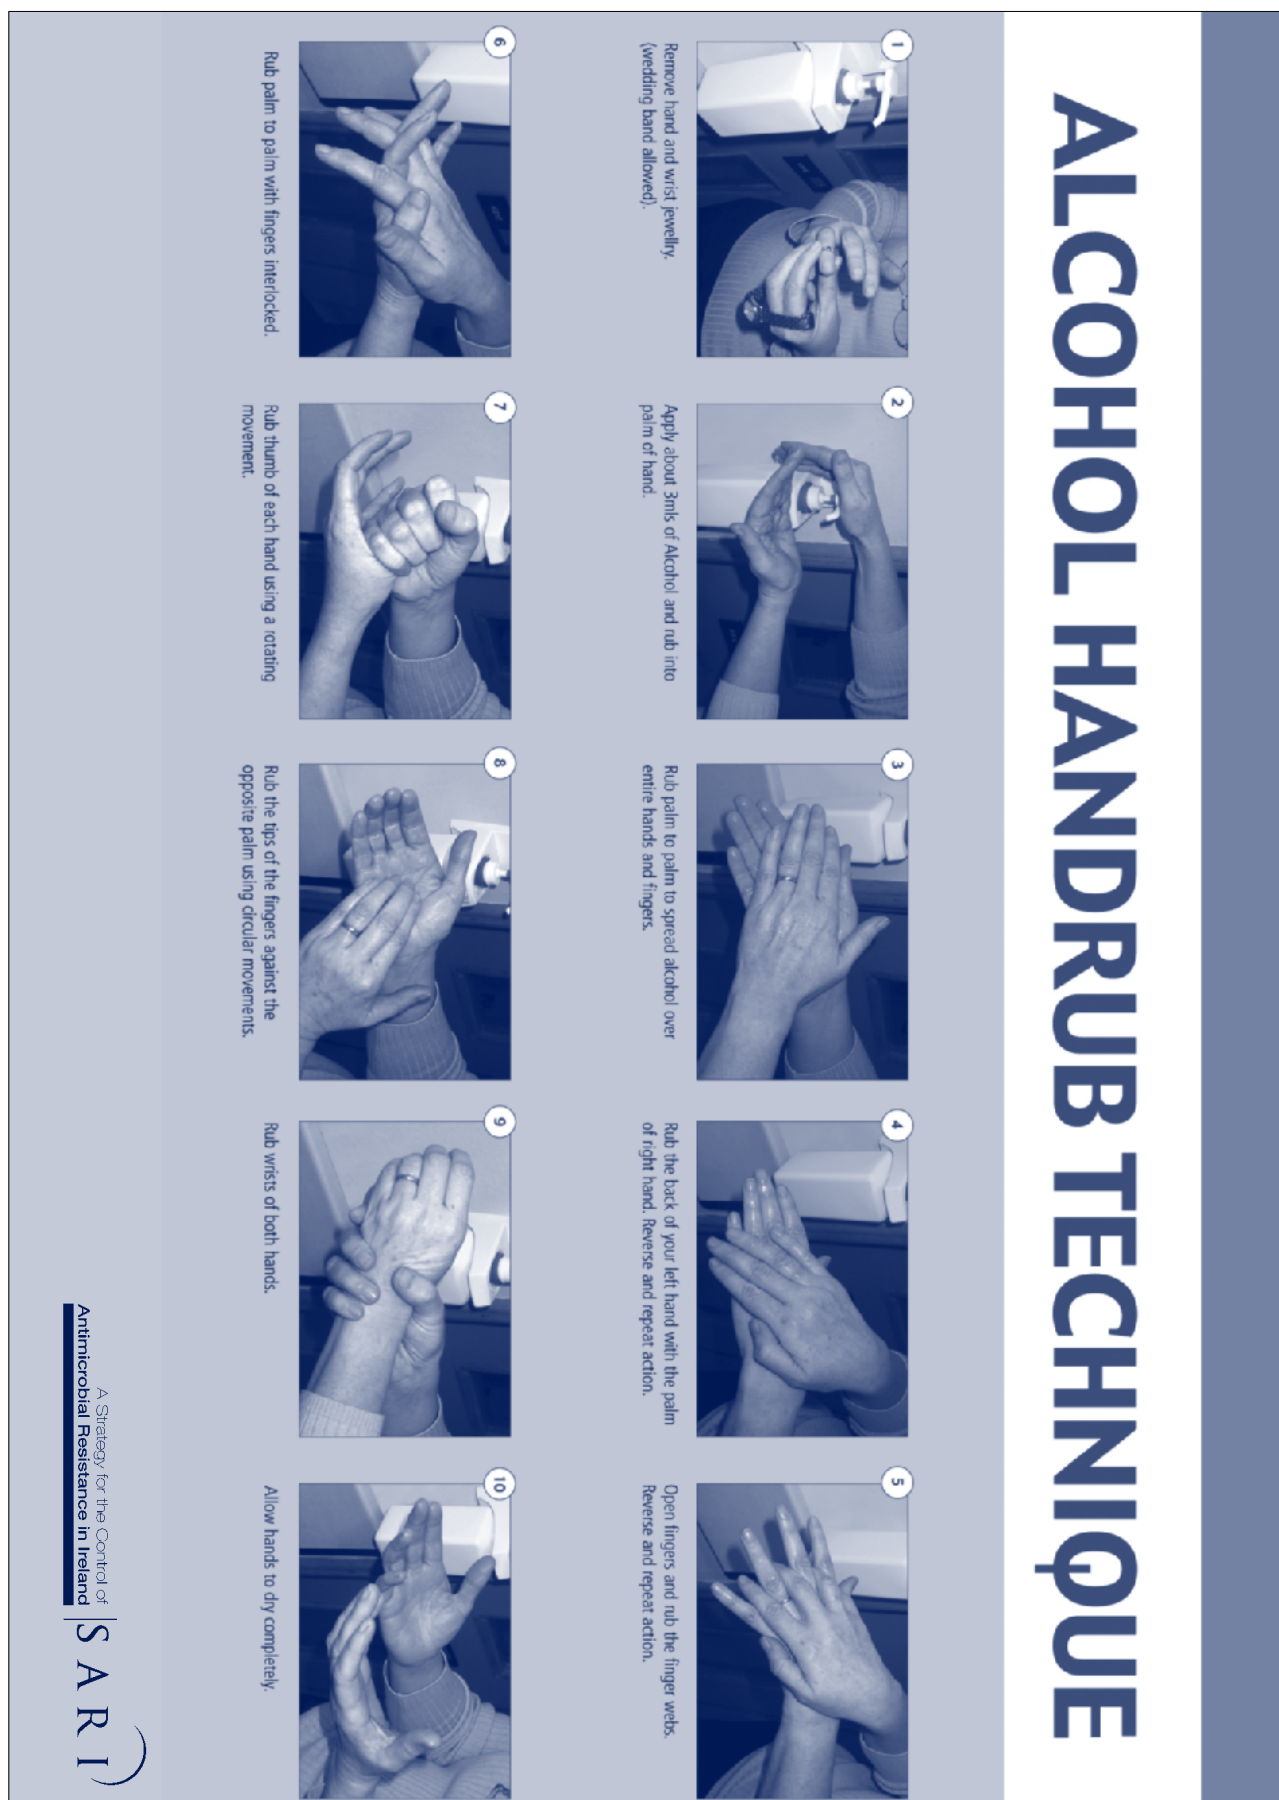 ALCOHOL HANDRUB TECHNIQUE
1
Remove hand and wrist jewellry.
(wedding band allowed).
2
Apply about 3mls of Alcohol and rub into
palm of hand.
3
Rub palm to palm to spread alcohol over
entire hands and fingers.
4
Rub the back of your left hand with the palm
of right hand. Reverse and repeat action.
5
Open fingers and rub the finger webs.
Reverse and repeat action.
6
Rub palm to palm with fingers interlocked.
7
Rub thumb of each hand using a rotating
movement.
8
Rub the tips of the fingers against the
opposite palm using circular movements.
9
Rub wrists of both hands.
10
Allow hands to dry completely.
A Strategy for the Control of
Antimicrobial Resistance in Ireland
SARI